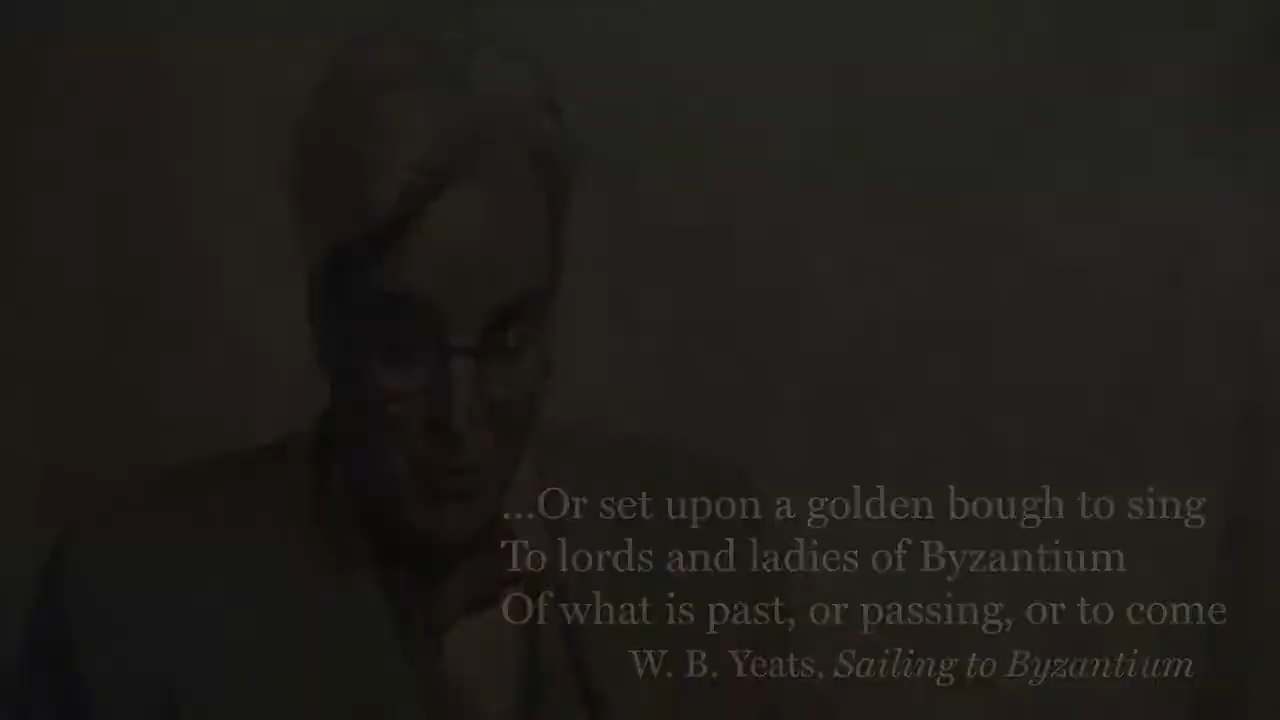 ...Or set upon a golden bough to sing
To lords and ladies of Byzantium
Of what is past, or passing, or to come
W. B. Yeats, Sailing to Byzantium